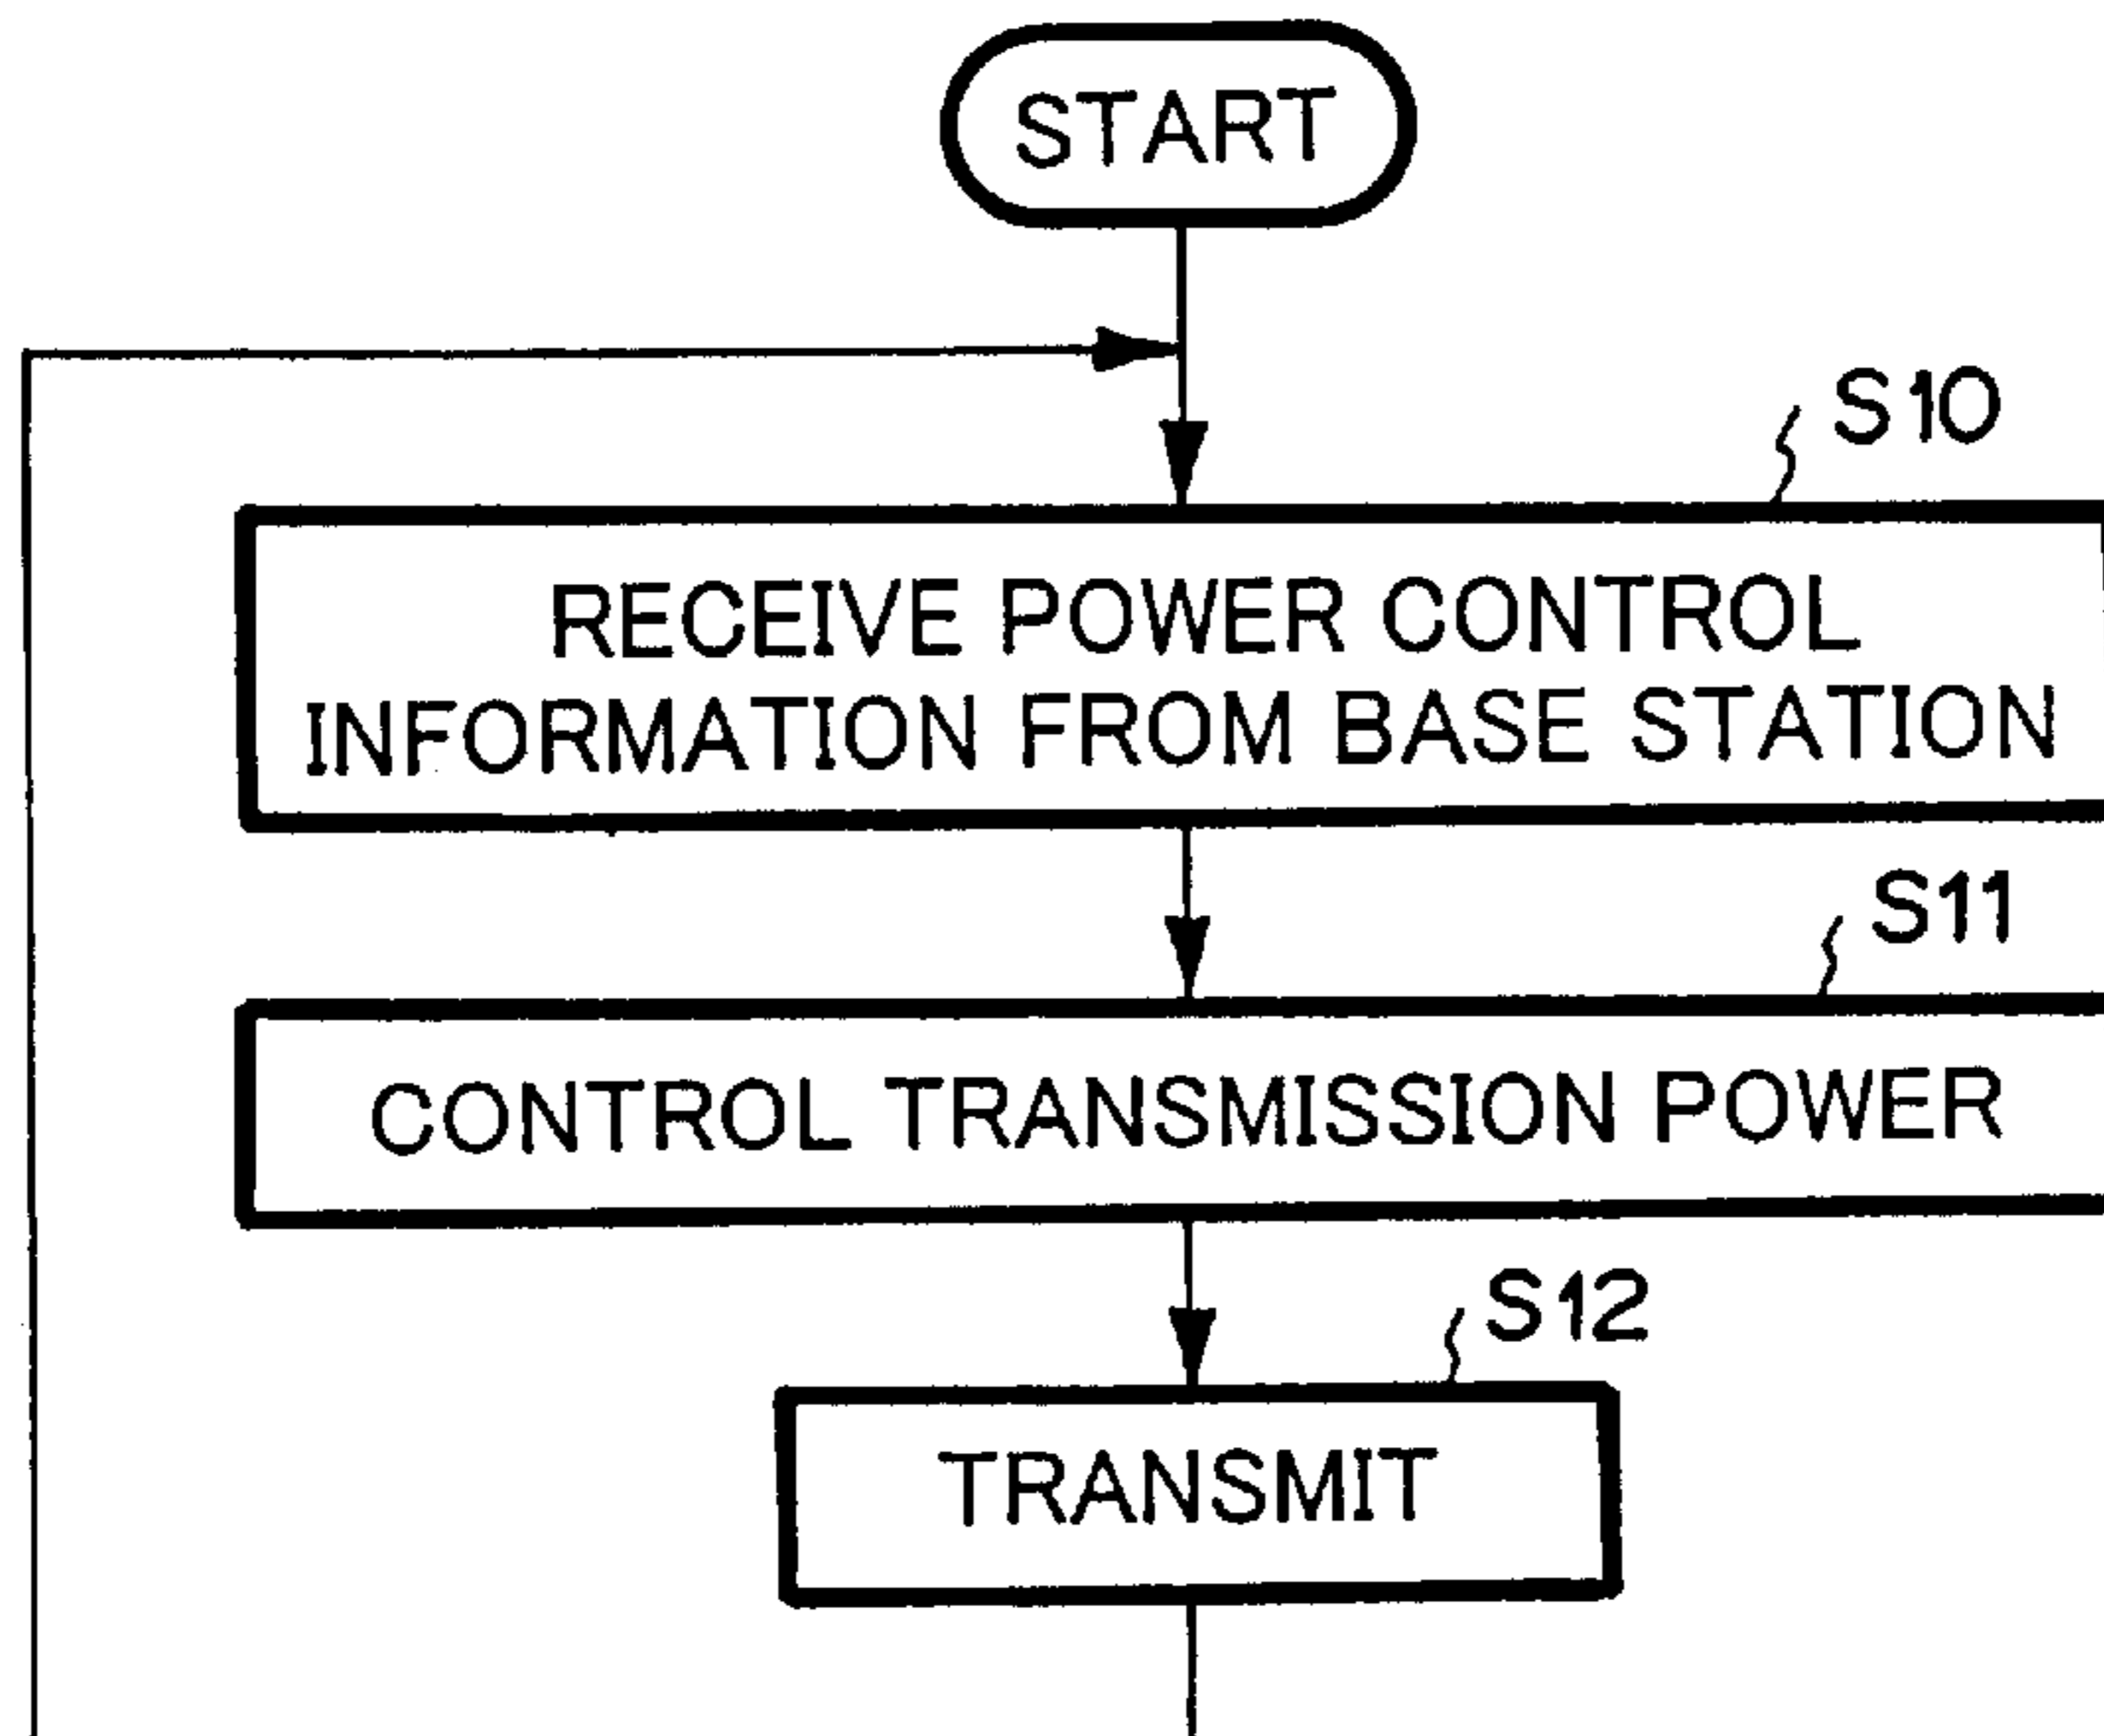 START
S10
RECEIVE POWER CONTROL
INFORMATION FROM BASE STATION
S11
CONTROL TRANSMISSION POWER
S12
TRANSMIT